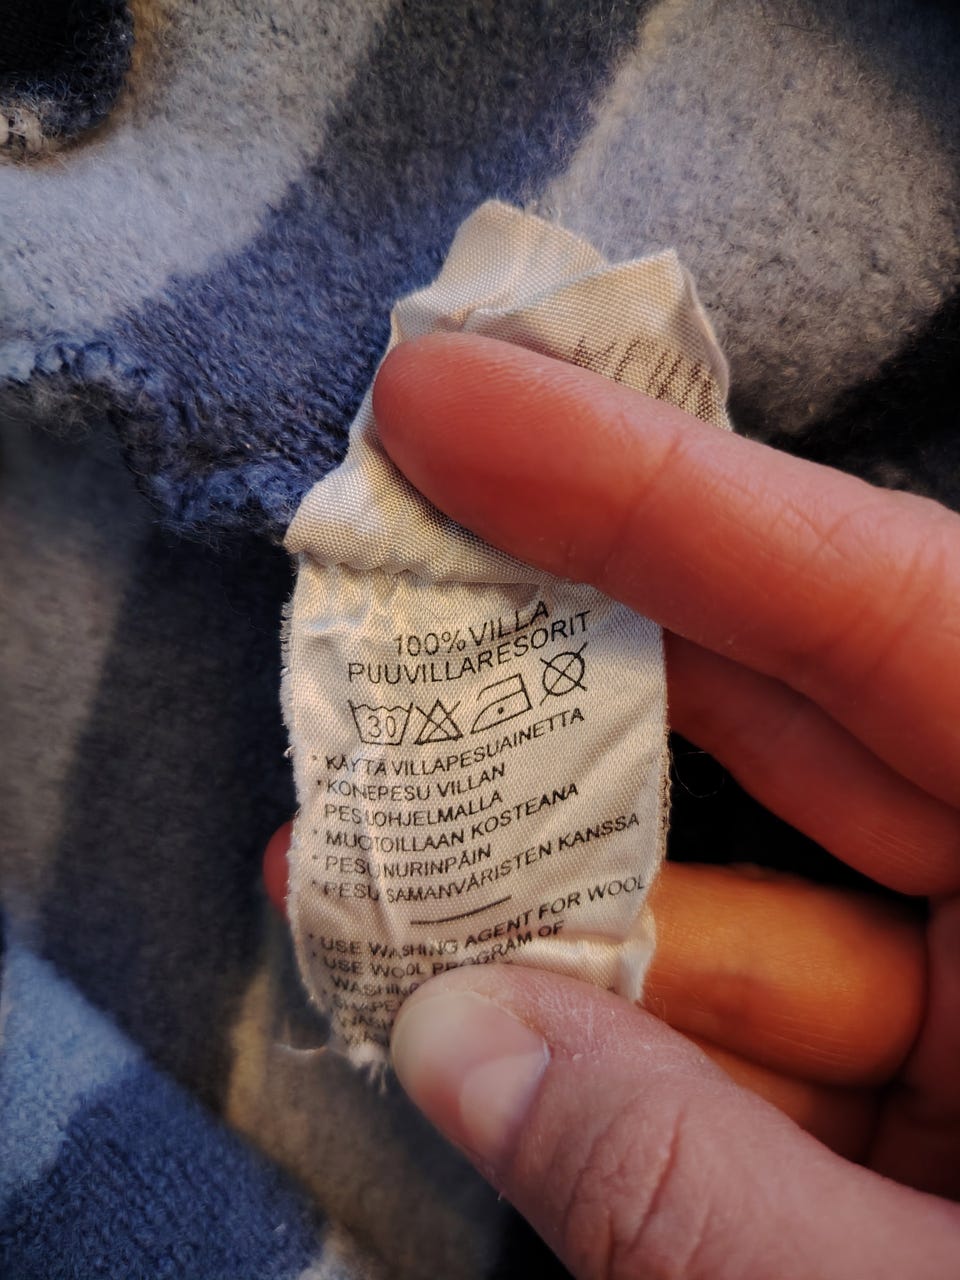 100% VILLA
PUUVILLARESORIT
30
* KÄYTÄ VILLAPESUAINETTA
* KONEPESU VILLAN
PESUOHJELMALLA
* MUOTOILLAAN KOSTEANA
* PESU NURINPÄIN
* PESU SAMANVÄRISTEN KANSSA
* USE WASHING AGENT FOR WOOL
* USE WOOL PROGRAM OF
WASHING